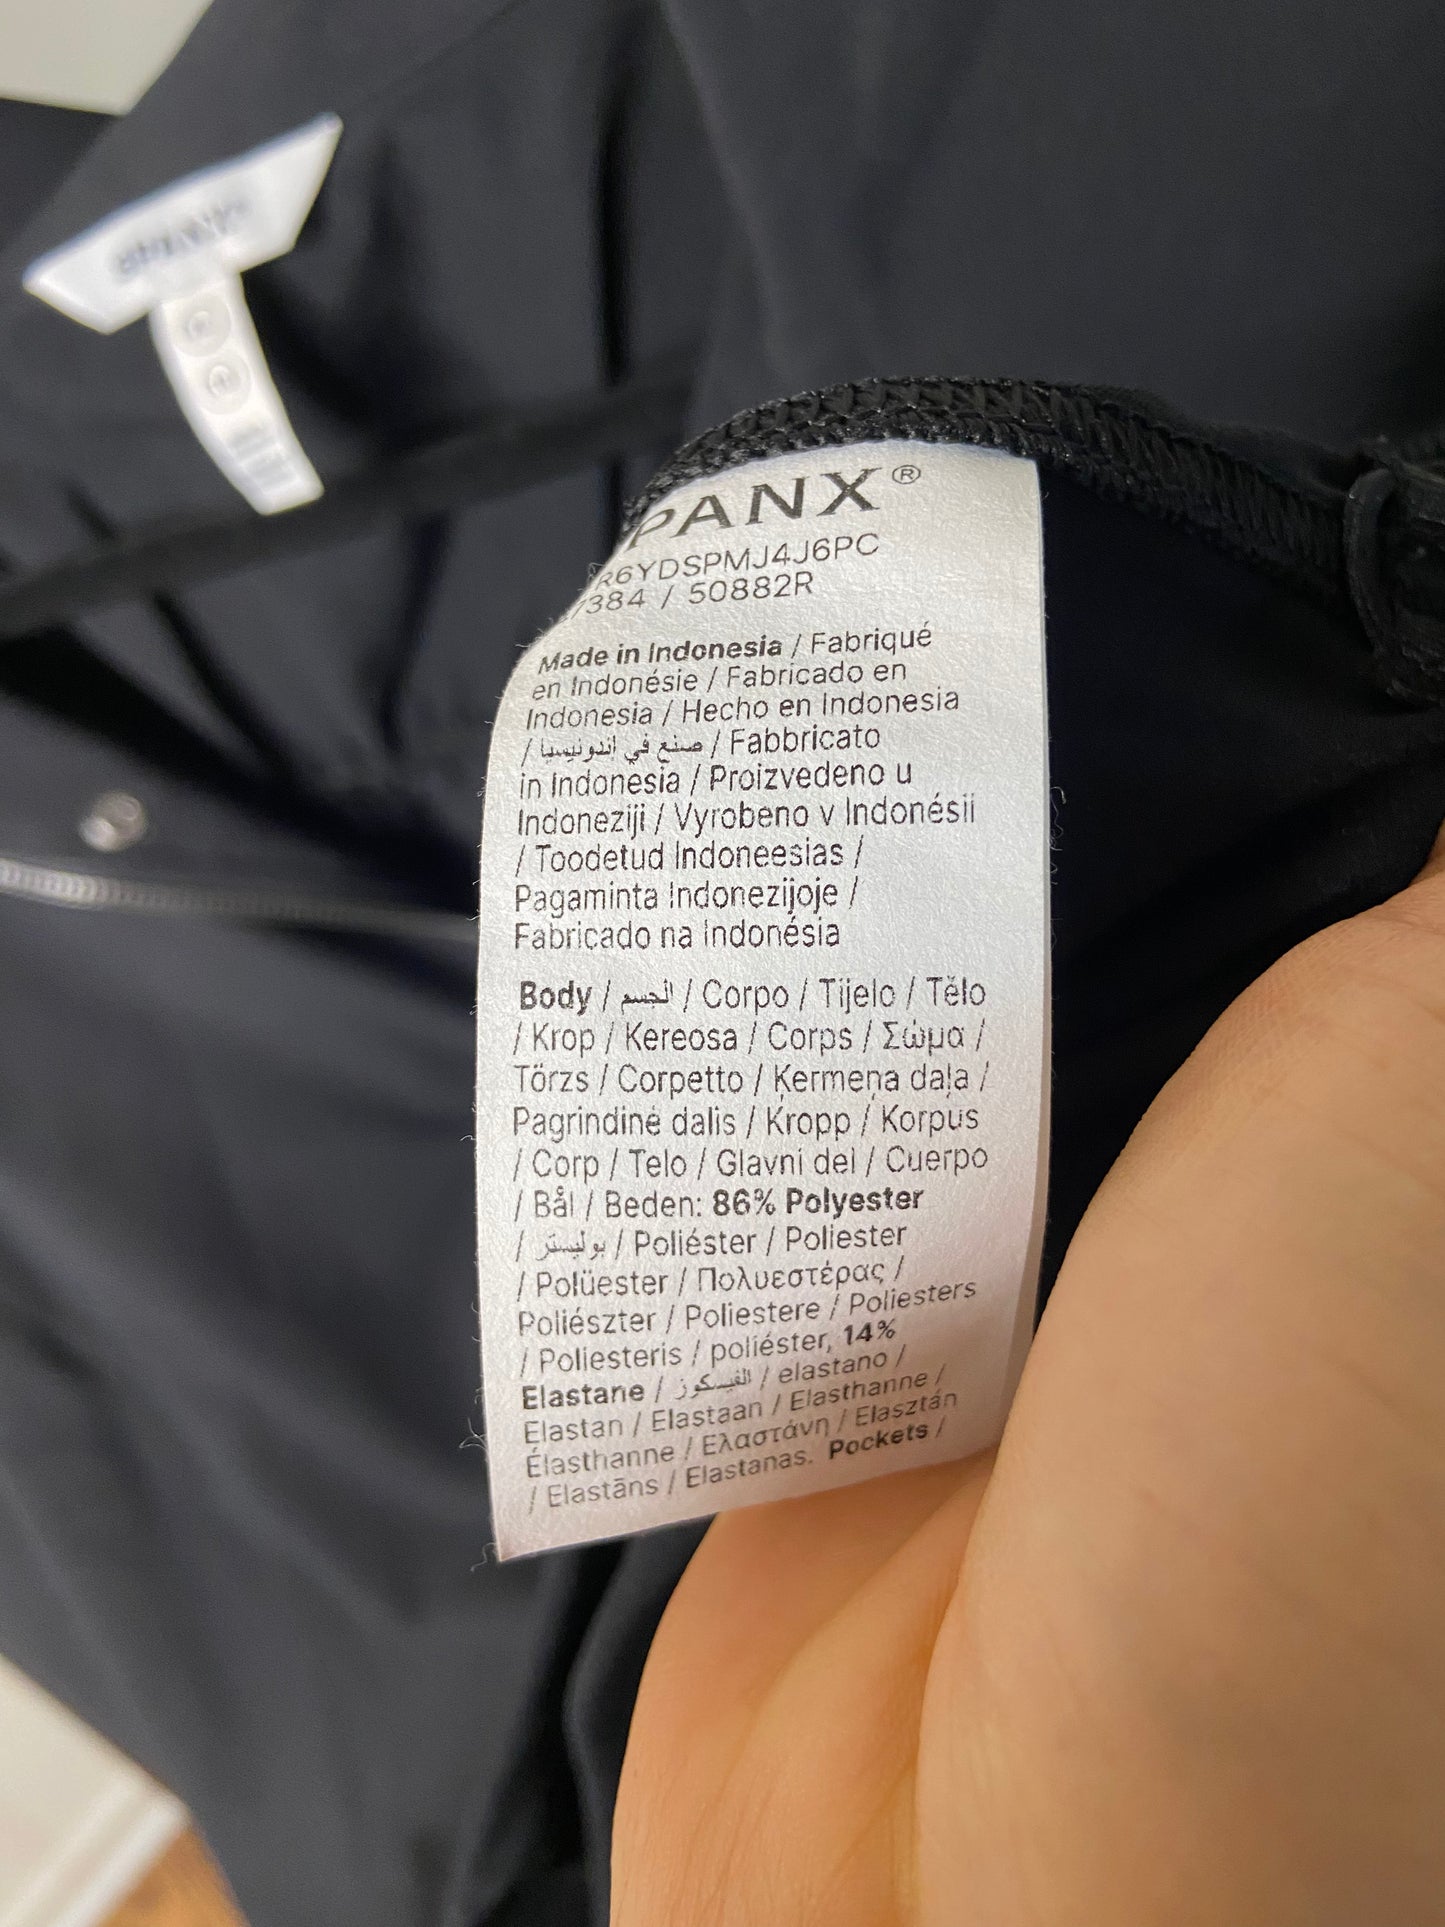 PANX®
R6YDSPMJ4J6PC
7384 / 50882R
Made in Indonesia / Fabriqué
en Indonésie / Fabricado en
Indonesia / Hecho en Indonesia
/ صنع في اندونيسيا / Fabbricato
in Indonesia / Proizvedeno u
Indoneziji / Vyrobeno v Indonésii
/ Toodetud Indoneesias /
Pagaminta Indonezijoje /
Fabricado na Indonésia
Body / الجسم / Corpo / Tijelo / Tělo
/ Krop / Kereosa / Corps / Σώμα /
Törzs / Corpetto / Ķermeņa daļa /
Pagrindinė dalis / Kropp / Korpus
/ Corp / Telo / Glavni del / Cuerpo
/ Bål / Beden: 86% Polyester
/ بوليستر / Poliéster / Poliester
/ Polüester / Πολυεστέρας /
Poliészter / Poliestere / Poliesters
/ Poliesteris / poliéster, 14%
Elastane / الفيسكوز / elastano /
Elastan / Elastaan / Elasthanne /
Élasthanne / Ελαστάνη / Elasztán
/ Elastāns / Elastanas. Pockets /